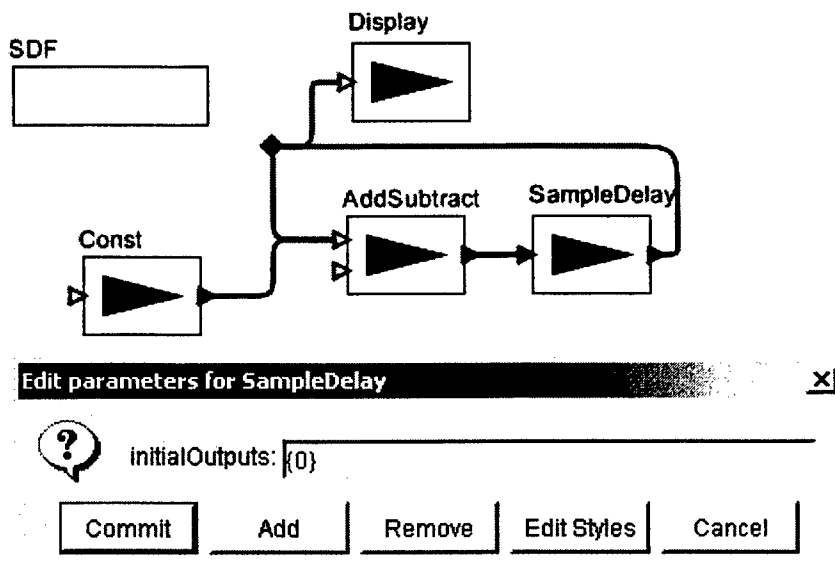 Display
SDF
AddSubtract
SampleDelay
Const
Edit parameters for SampleDelay
?
initialOutputs: {0}
Commit Add Remove Edit Styles Cancel